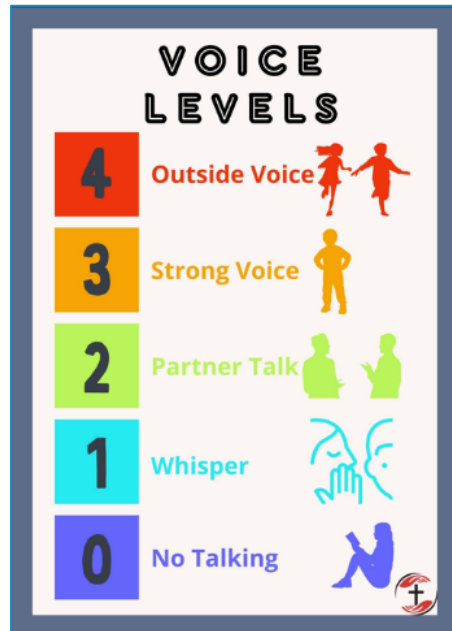 VOICE
LEVELS
4 Outside Voice
3 Strong Voice
2 Partner Talk
1 Whisper
0 No Talking